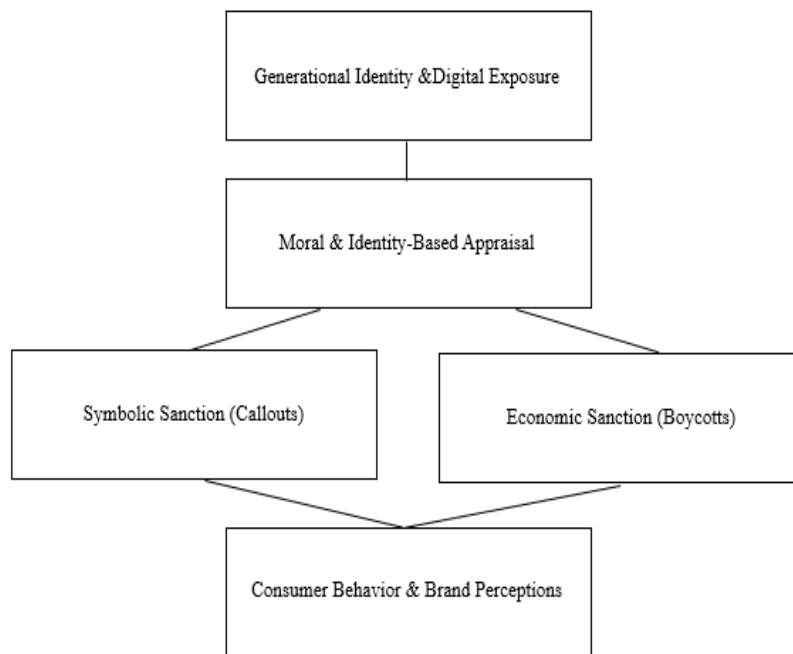 Generational Identity &Digital Exposure
Moral & Identity-Based Appraisal
Symbolic Sanction (Callouts)
Economic Sanction (Boycotts)
Consumer Behavior & Brand Perceptions